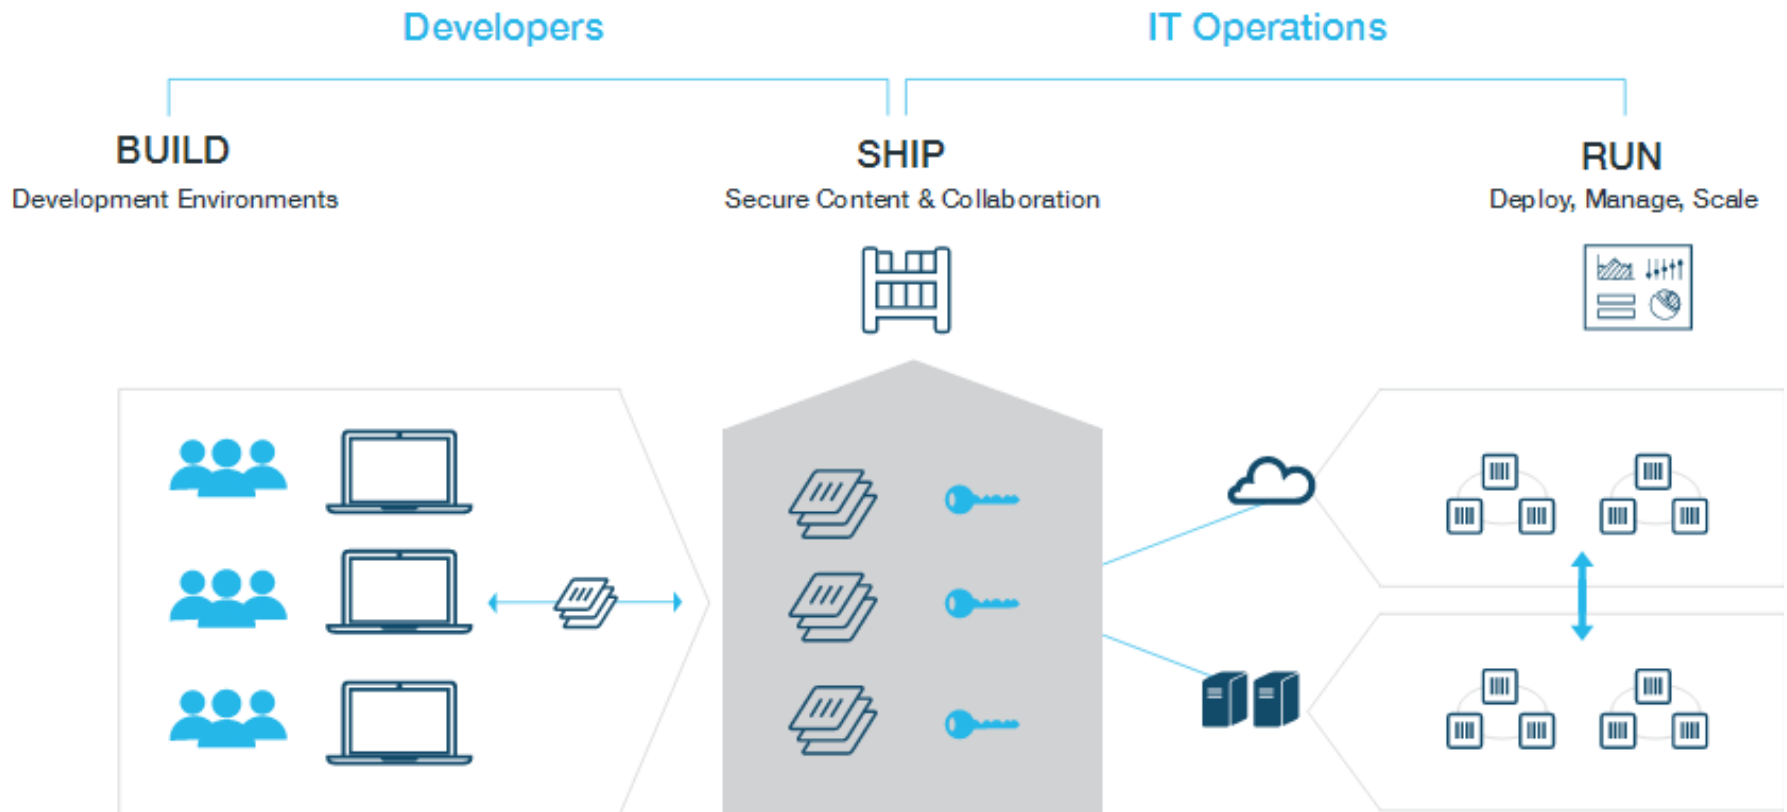 Developers
IT Operations
BUILD
Development Environments
SHIP
Secure Content & Collaboration
RUN
Deploy, Manage, Scale